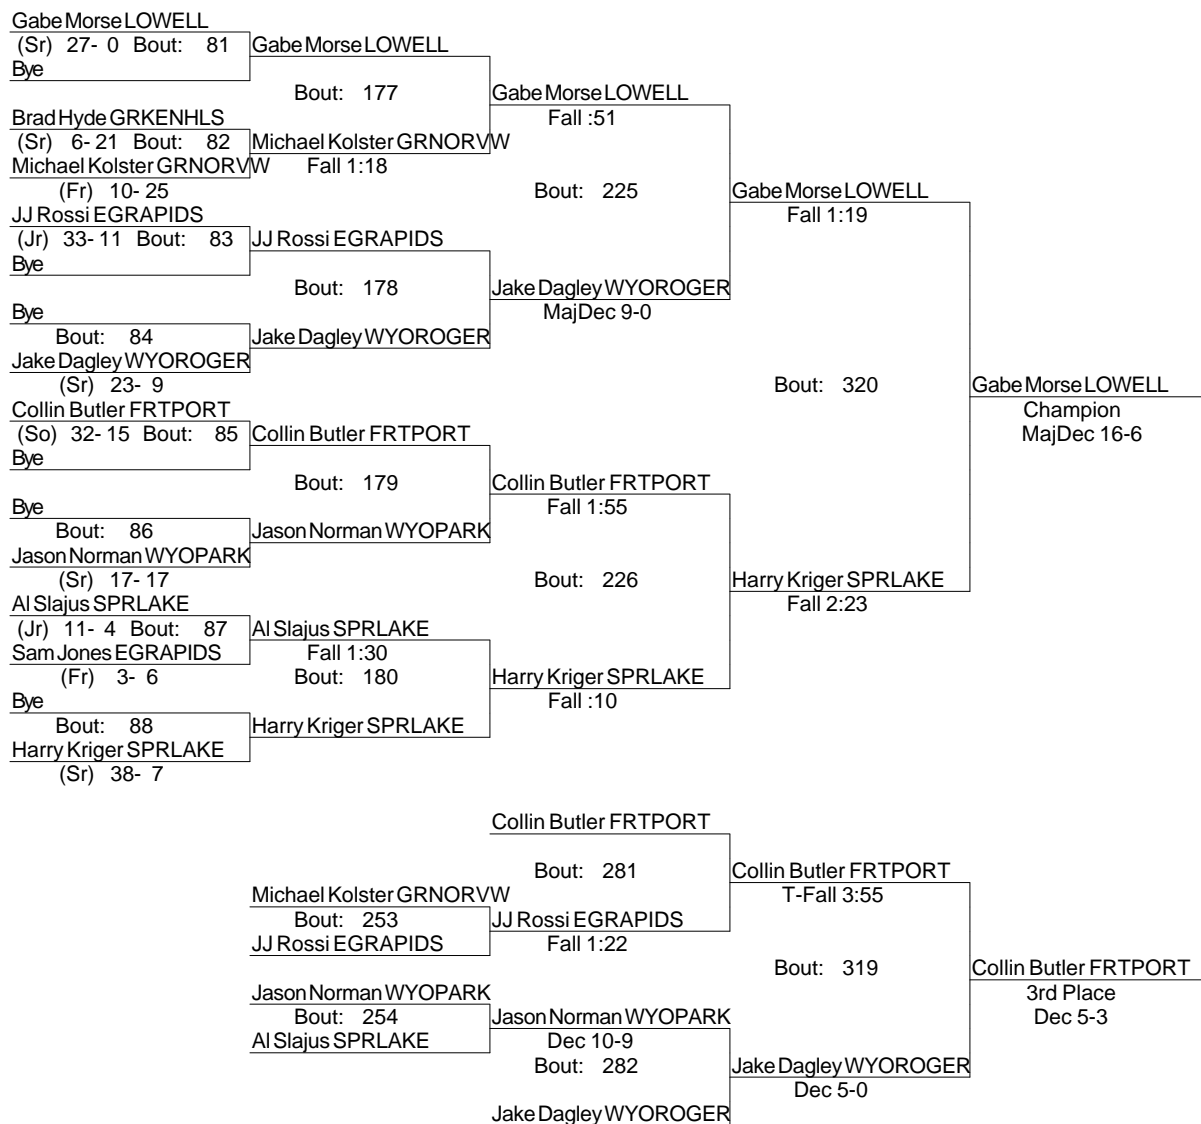 Gabe Morse LOWELL
(Sr) 27- 0 Bout: 81 Gabe Morse LOWELL
Bye
Bout: 177 Gabe Morse LOWELL
Brad Hyde GRKENHLS Fall :51
(Sr) 6- 21 Bout: 82 Michael Kolster GRNORVW
Michael Kolster GRNORVW Fall 1:18
(Fr) 10- 25 Bout: 225 Gabe Morse LOWELL
JJ Rossi EGRAPIDS Fall 1:19
(Jr) 33- 11 Bout: 83 JJ Rossi EGRAPIDS
Bye
Bout: 178 Jake Dagley WYOROGER
Bye MajDec 9-0
Bout: 84 Jake Dagley WYOROGER
Jake Dagley WYOROGER
(Sr) 23- 9 Bout: 320 Gabe Morse LOWELL
Collin Butler FRTPORT Champion
(So) 32- 15 Bout: 85 Collin Butler FRTPORT MajDec 16-6
Bye
Bout: 179 Collin Butler FRTPORT
Bye Fall 1:55
Bout: 86 Jason Norman WYOPARK
Jason Norman WYOPARK
(Sr) 17- 17 Bout: 226 Harry Kriger SPRLAKE
Al Slajus SPRLAKE Fall 2:23
(Jr) 11- 4 Bout: 87 Al Slajus SPRLAKE
Sam Jones EGRAPIDS Fall 1:30
(Fr) 3- 6 Bout: 180 Harry Kriger SPRLAKE
Bye Fall :10
Bout: 88 Harry Kriger SPRLAKE
Harry Kriger SPRLAKE
(Sr) 38- 7
Collin Butler FRTPORT
Bout: 281 Collin Butler FRTPORT
Michael Kolster GRNORVW T-Fall 3:55
Bout: 253 JJ Rossi EGRAPIDS
JJ Rossi EGRAPIDS Fall 1:22
Bout: 319 Collin Butler FRTPORT
Jason Norman WYOPARK 3rd Place
Bout: 254 Jason Norman WYOPARK Dec 5-3
Al Slajus SPRLAKE Dec 10-9
Bout: 282 Jake Dagley WYOROGER
Dec 5-0
Jake Dagley WYOROGER